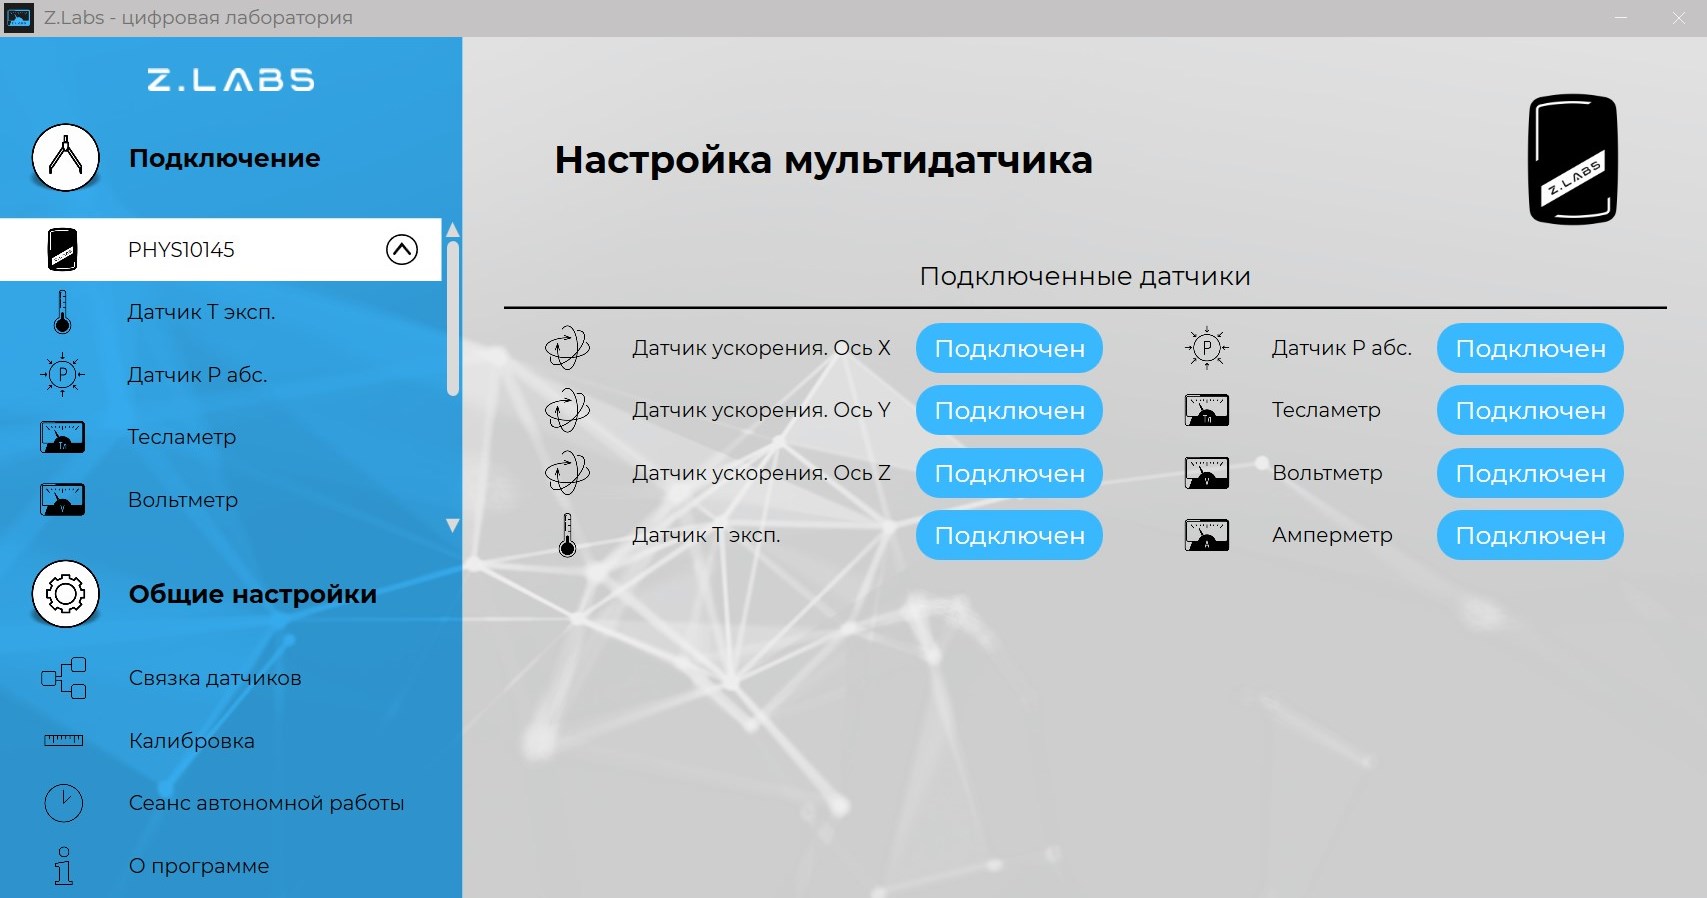 Z.Labs - цифровая лаборатория
Z.LABS
Подключение
PHYS10145
Датчик T эксп.
Датчик P абс.
Тесламетр
Вольтметр
Общие настройки
Связка датчиков
Калибровка
Сеанс автономной работы
О программе
Настройка мультидатчика
Z.LABS
Подключенные датчики
Датчик ускорения. Ось X Подключен
Датчик ускорения. Ось Y Подключен
Датчик ускорения. Ось Z Подключен
Датчик T эксп. Подключен
Датчик P абс. Подключен
Тесламетр Подключен
Вольтметр Подключен
Амперметр Подключен